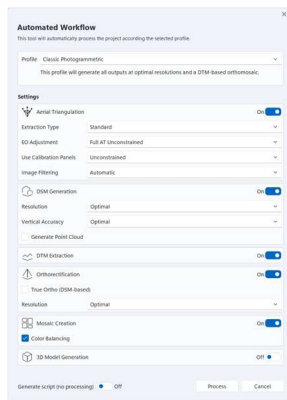 Automated Workflow
This tool will automatically process the project according the selected profile.
Profile Classic Photogrammetric
This profile will generate all outputs at optimal resolutions and a DTM-based orthomosaic.
Settings
Aerial Triangulation On
Extraction Type Standard
EO-Adjustment Full AT Unconstrained
Use Calibration Panels Unconstrained
Image Filtering Automatic
DSM Generation On
Resolution Optimal
Vertical Accuracy Optimal
Generate Point Cloud
DTM Extraction On
Orthorectification On
True Ortho (DSM-based)
Resolution Optimal
Mosaic Creation On
Color Balancing
3D Model Generation Off
Generate script (no processing) Off Process Cancel